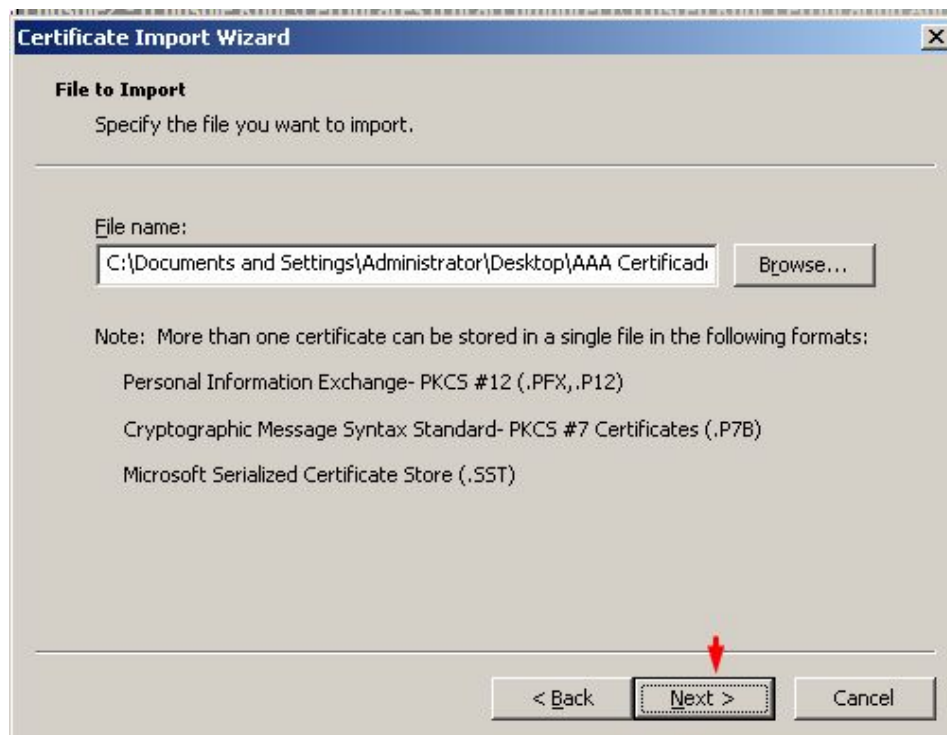 Certificate Import Wizard
File to Import
Specify the file you want to import.
File name:
C:\Documents and Settings\Administrator\Desktop\AAA Certificad
Browse...
Note: More than one certificate can be stored in a single file in the following formats:
Personal Information Exchange- PKCS #12 (.PFX,.P12)
Cryptographic Message Syntax Standard- PKCS #7 Certificates (.P7B)
Microsoft Serialized Certificate Store (.SST)
< Back
Next >
Cancel